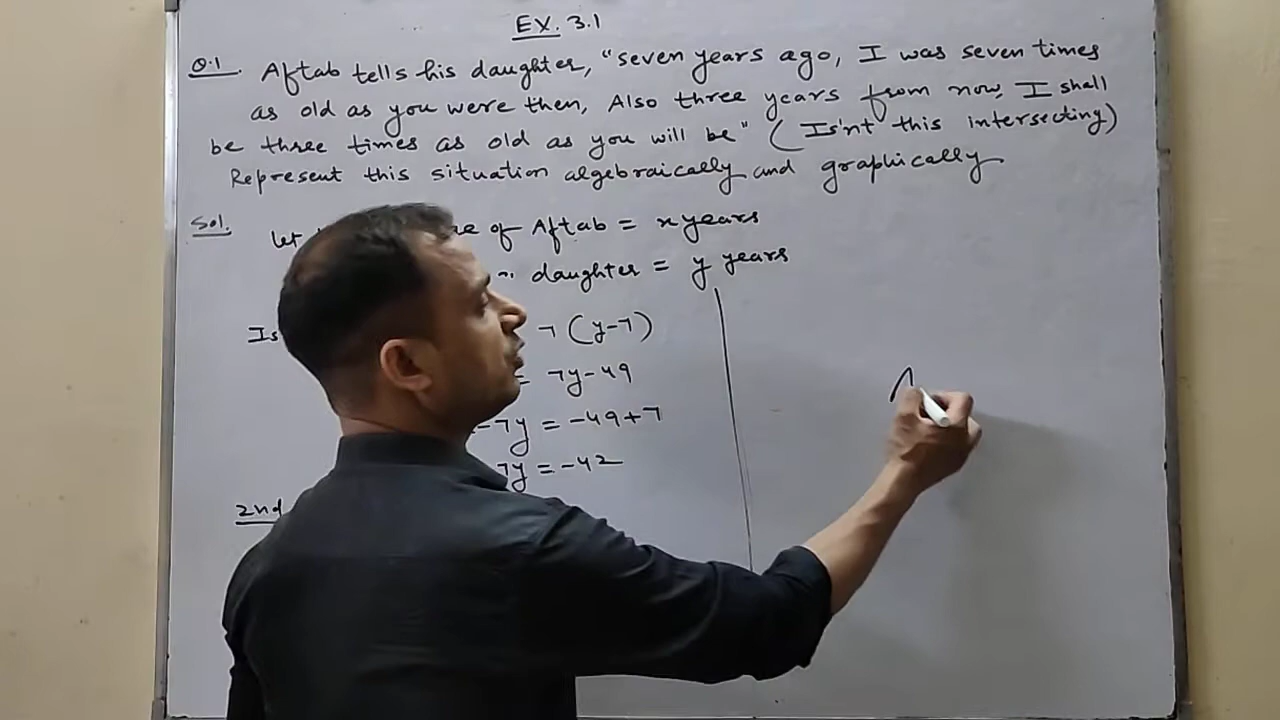 EX. 3.1
Q.1 Aftab tells his daughter, "seven years ago, I was seven times
as old as you were then, Also three years from now, I shall
be three times as old as you will be" ( Is'nt this intersecting)
Represent this situation algebraically and graphically
Sol. let of Aftab = x years
daughter = y years
7 (y-7)
= 7y-49
-7y = -49+7
7y = -42
2nd